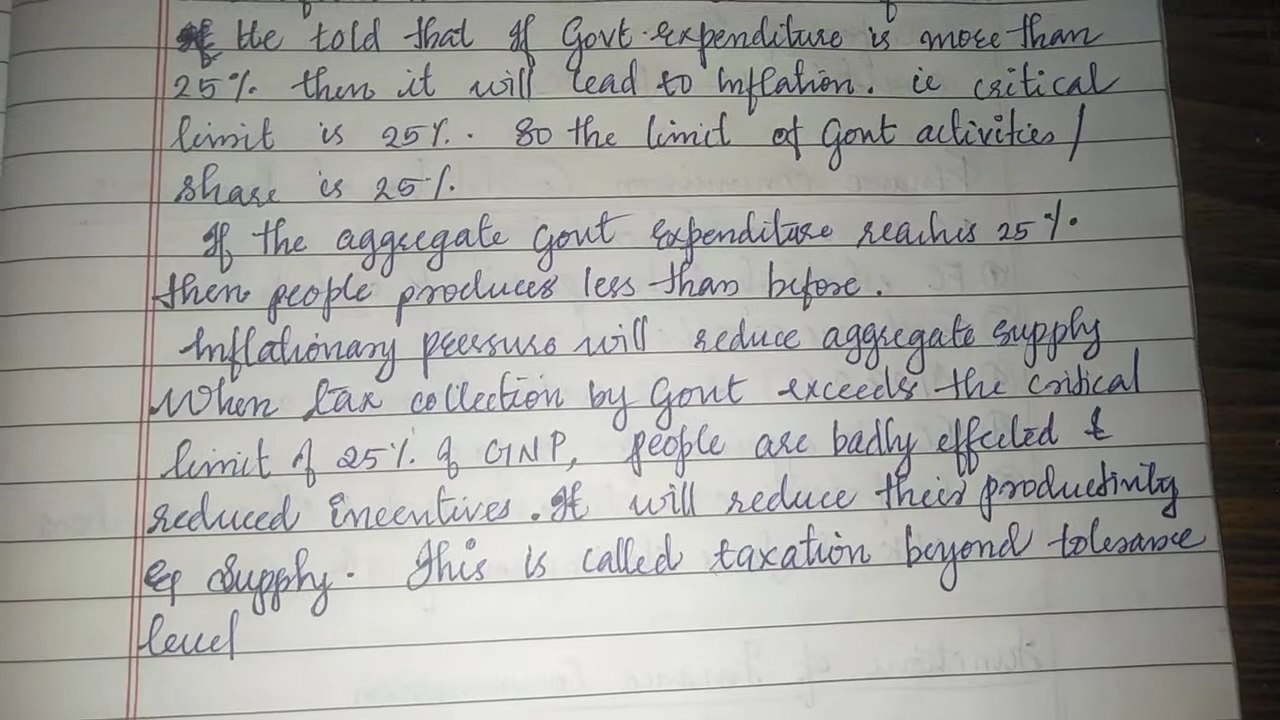 He told that If Govt. expenditure is more than
25% then it will lead to Inflation. ie critical
limit is 25%. So the limit of Govt activities /
share is 25%.
If the aggregate Govt Expenditure reachis 25%.
then people produces less than before.
Inflationary pressure will reduce aggregate supply
When tax collection by Govt exceeds the critical
limit of 25% of GNP, people are badly effected &
reduced incentives. It will reduce their productivity
& Supply. This is called taxation beyond tolerance
level